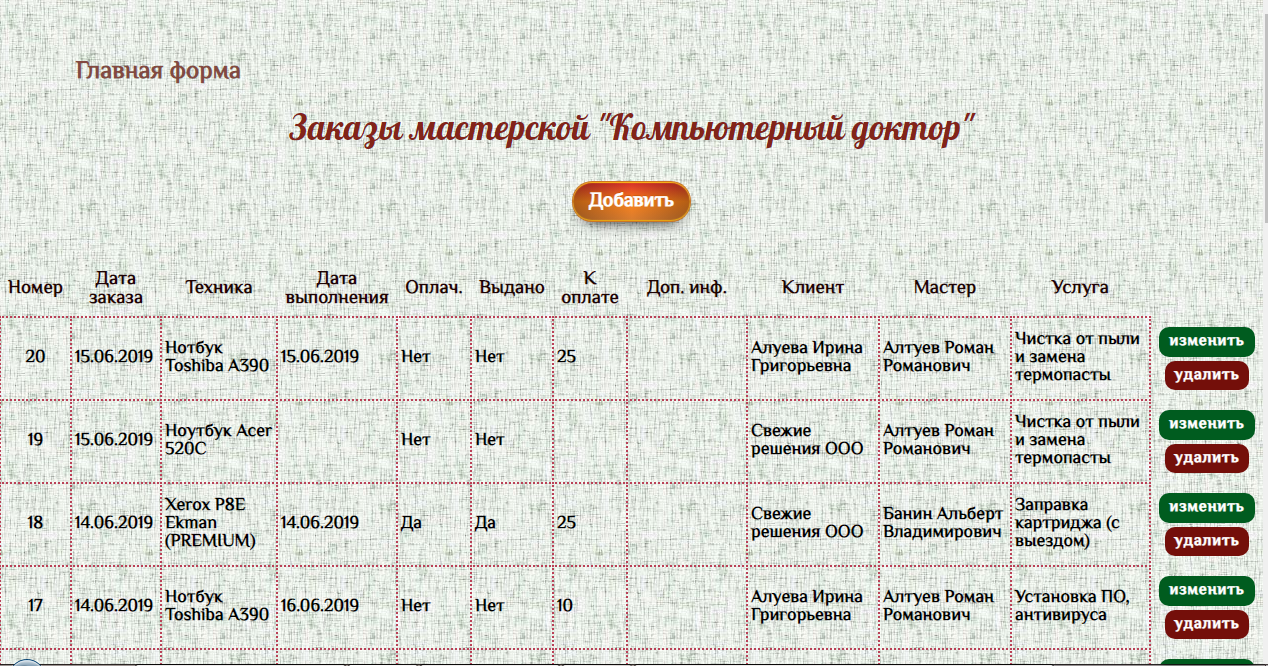 Главная форма
Заказы мастерской "Компьютерный доктор"
Добавить
Номер Дата заказа Техника Дата выполнения Оплач. Выдано К оплате Доп. инф. Клиент Мастер Услуга
20 15.06.2019 Нотбук Toshiba A390 15.06.2019 Нет Нет 25 Алуева Ирина Григорьевна Алтуев Роман Романович Чистка от пыли и замена термопасты изменить удалить
19 15.06.2019 Ноутбук Acer 520C Нет Нет Свежие решения ООО Алтуев Роман Романович Чистка от пыли и замена термопасты изменить удалить
18 14.06.2019 Xerox P8E Ekman (PREMIUM) 14.06.2019 Да Да 25 Свежие решения ООО Банин Альберт Владимирович Заправка картриджа (с выездом) изменить удалить
17 14.06.2019 Нотбук Toshiba A390 16.06.2019 Нет Нет 10 Алуева Ирина Григорьевна Алтуев Роман Романович Установка ПО, антивируса изменить удалить